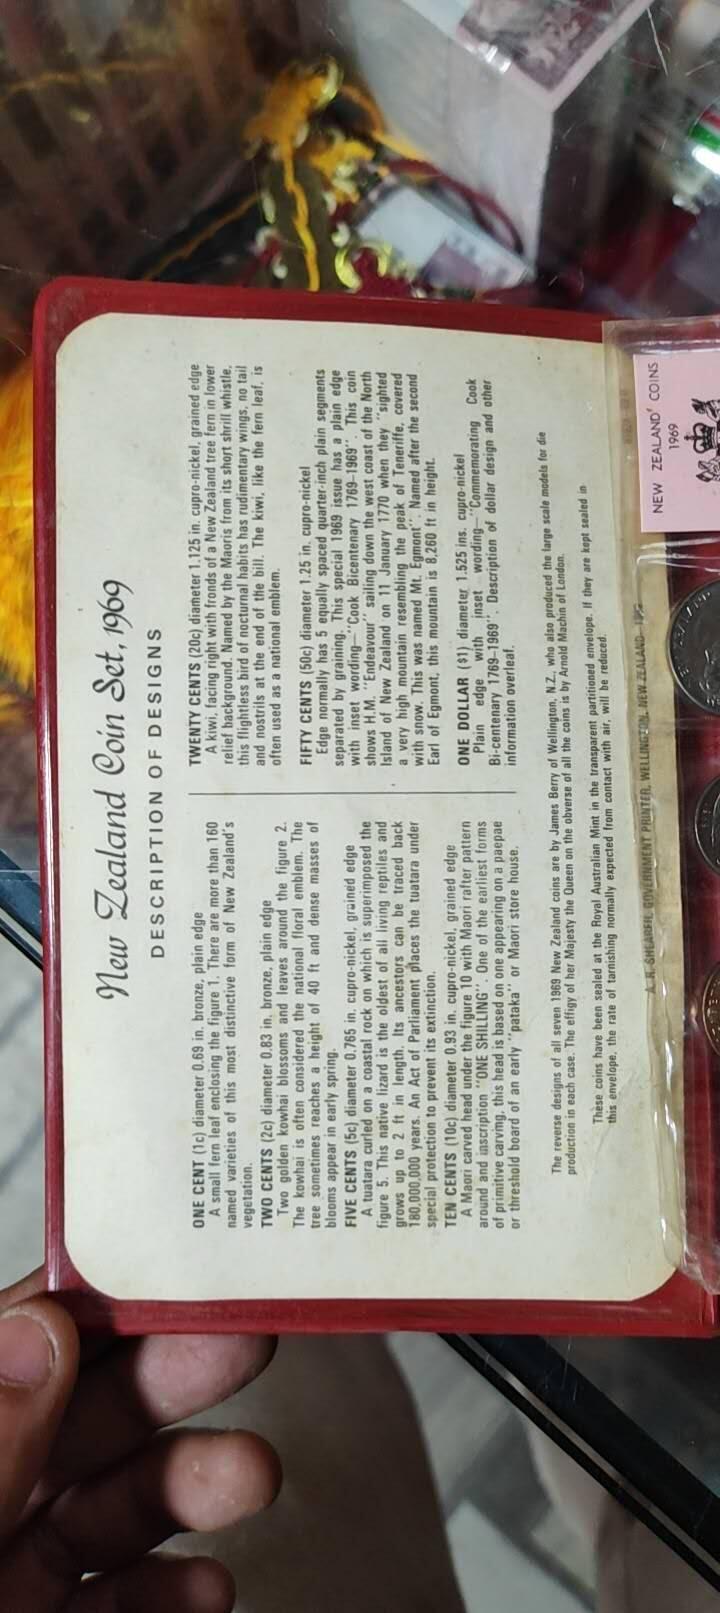 New Zealand Coin Set, 1969
DESCRIPTION OF DESIGNS
ONE CENT (1c) diameter 0.69 in. bronze, plain edge
A small fern leaf enclosing the figure 1. There are more than 160
named varieties of this most distinctive form of New Zealand's
vegetation.
TWO CENTS (2c) diameter 0.83 in. bronze, plain edge
Two golden kowhai blossoms and leaves around the figure 2.
The kowhai is often considered the national floral emblem. The
tree sometimes reaches a height of 40 ft and dense masses of
blooms appear in early spring.
FIVE CENTS (5c) diameter 0.765 in. cupro-nickel, grained edge
A tuatara curled on a coastal rock on which is superimposed the
figure 5. This native lizard is the oldest of all living reptiles and
grows up to 2 ft in length. Its ancestors can be traced back
180,000,000 years. An Act of Parliament places the tuatara under
special protection to prevent its extinction.
TEN CENTS (10c) diameter 0.93 in. cupro-nickel, grained edge
A Maori carved head under the figure 10 with Maori rafter pattern
around and inscription "ONE SHILLING". One of the earliest forms
of primitive carving, this head is based on one appearing on a paepae
or threshold board of an early "pataka" or Maori store house.
TWENTY CENTS (20c) diameter 1.125 in. cupro-nickel, grained edge
A kiwi, facing right with fronds of a New Zealand tree fern in lower
relief background. Named by the Maoris from its short shrill whistle,
this flightless bird of nocturnal habits has rudimentary wings, no tail
and nostrils at the end of the bill. The kiwi, like the fern leaf, is
often used as a national emblem.
FIFTY CENTS (50c) diameter 1.25 in. cupro-nickel
Edge normally has 5 equally spaced quarter-inch plain segments
separated by graining. This special 1969 issue has a plain edge
with inset wording—"Cook Bicentenary 1769-1969". This coin
shows H.M. "Endeavour" sailing down the west coast of the North
Island of New Zealand on 11 January 1770 when they "sighted
a very high mountain resembling the peak of Teneriffe, covered
with snow. This was named Mt. Egmont". Named after the second
Earl of Egmont, this mountain is 8,260 ft in height.
ONE DOLLAR ($1) diameter 1.525 ins. cupro-nickel
Plain edge with inset wording—"Commemorating Cook
Bi-centenary 1769-1969". Description of dollar design and other
information overleaf.
The reverse designs of all seven 1969 New Zealand coins are by James Berry of Wellington, N.Z., who also produced the large scale models for die
production in each case. The effigy of her Majesty the Queen on the obverse of all the coins is by Arnold Machin of London.
These coins have been sealed at the Royal Australian Mint in the transparent partitioned envelope. If they are kept sealed in
this envelope, the rate of tarnishing normally expected from contact with air, will be reduced.
A. R. SHEARER, GOVERNMENT PRINTER, WELLINGTON, NEW ZEALAND
NEW ZEALAND COINS
1969